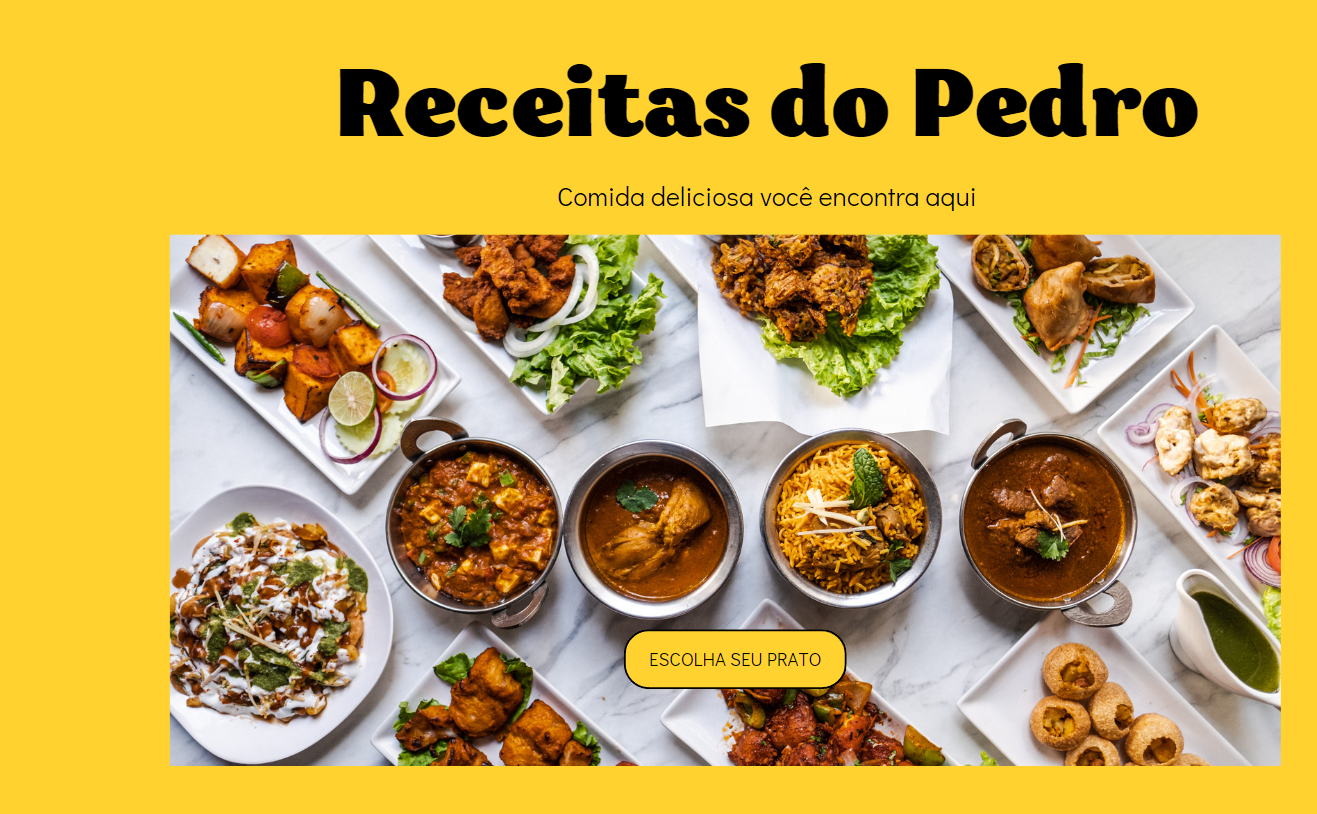 Receitas do Pedro
Comida deliciosa você encontra aqui
ESCOLHA SEU PRATO